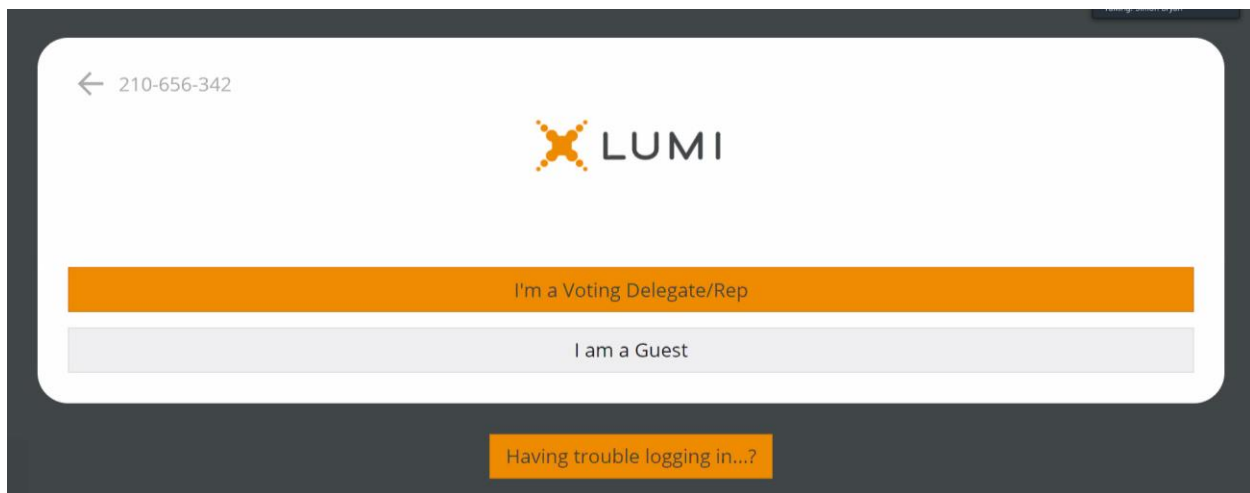 210-656-342
LUMI
I'm a Voting Delegate/Rep
I am a Guest
Having trouble logging in...?